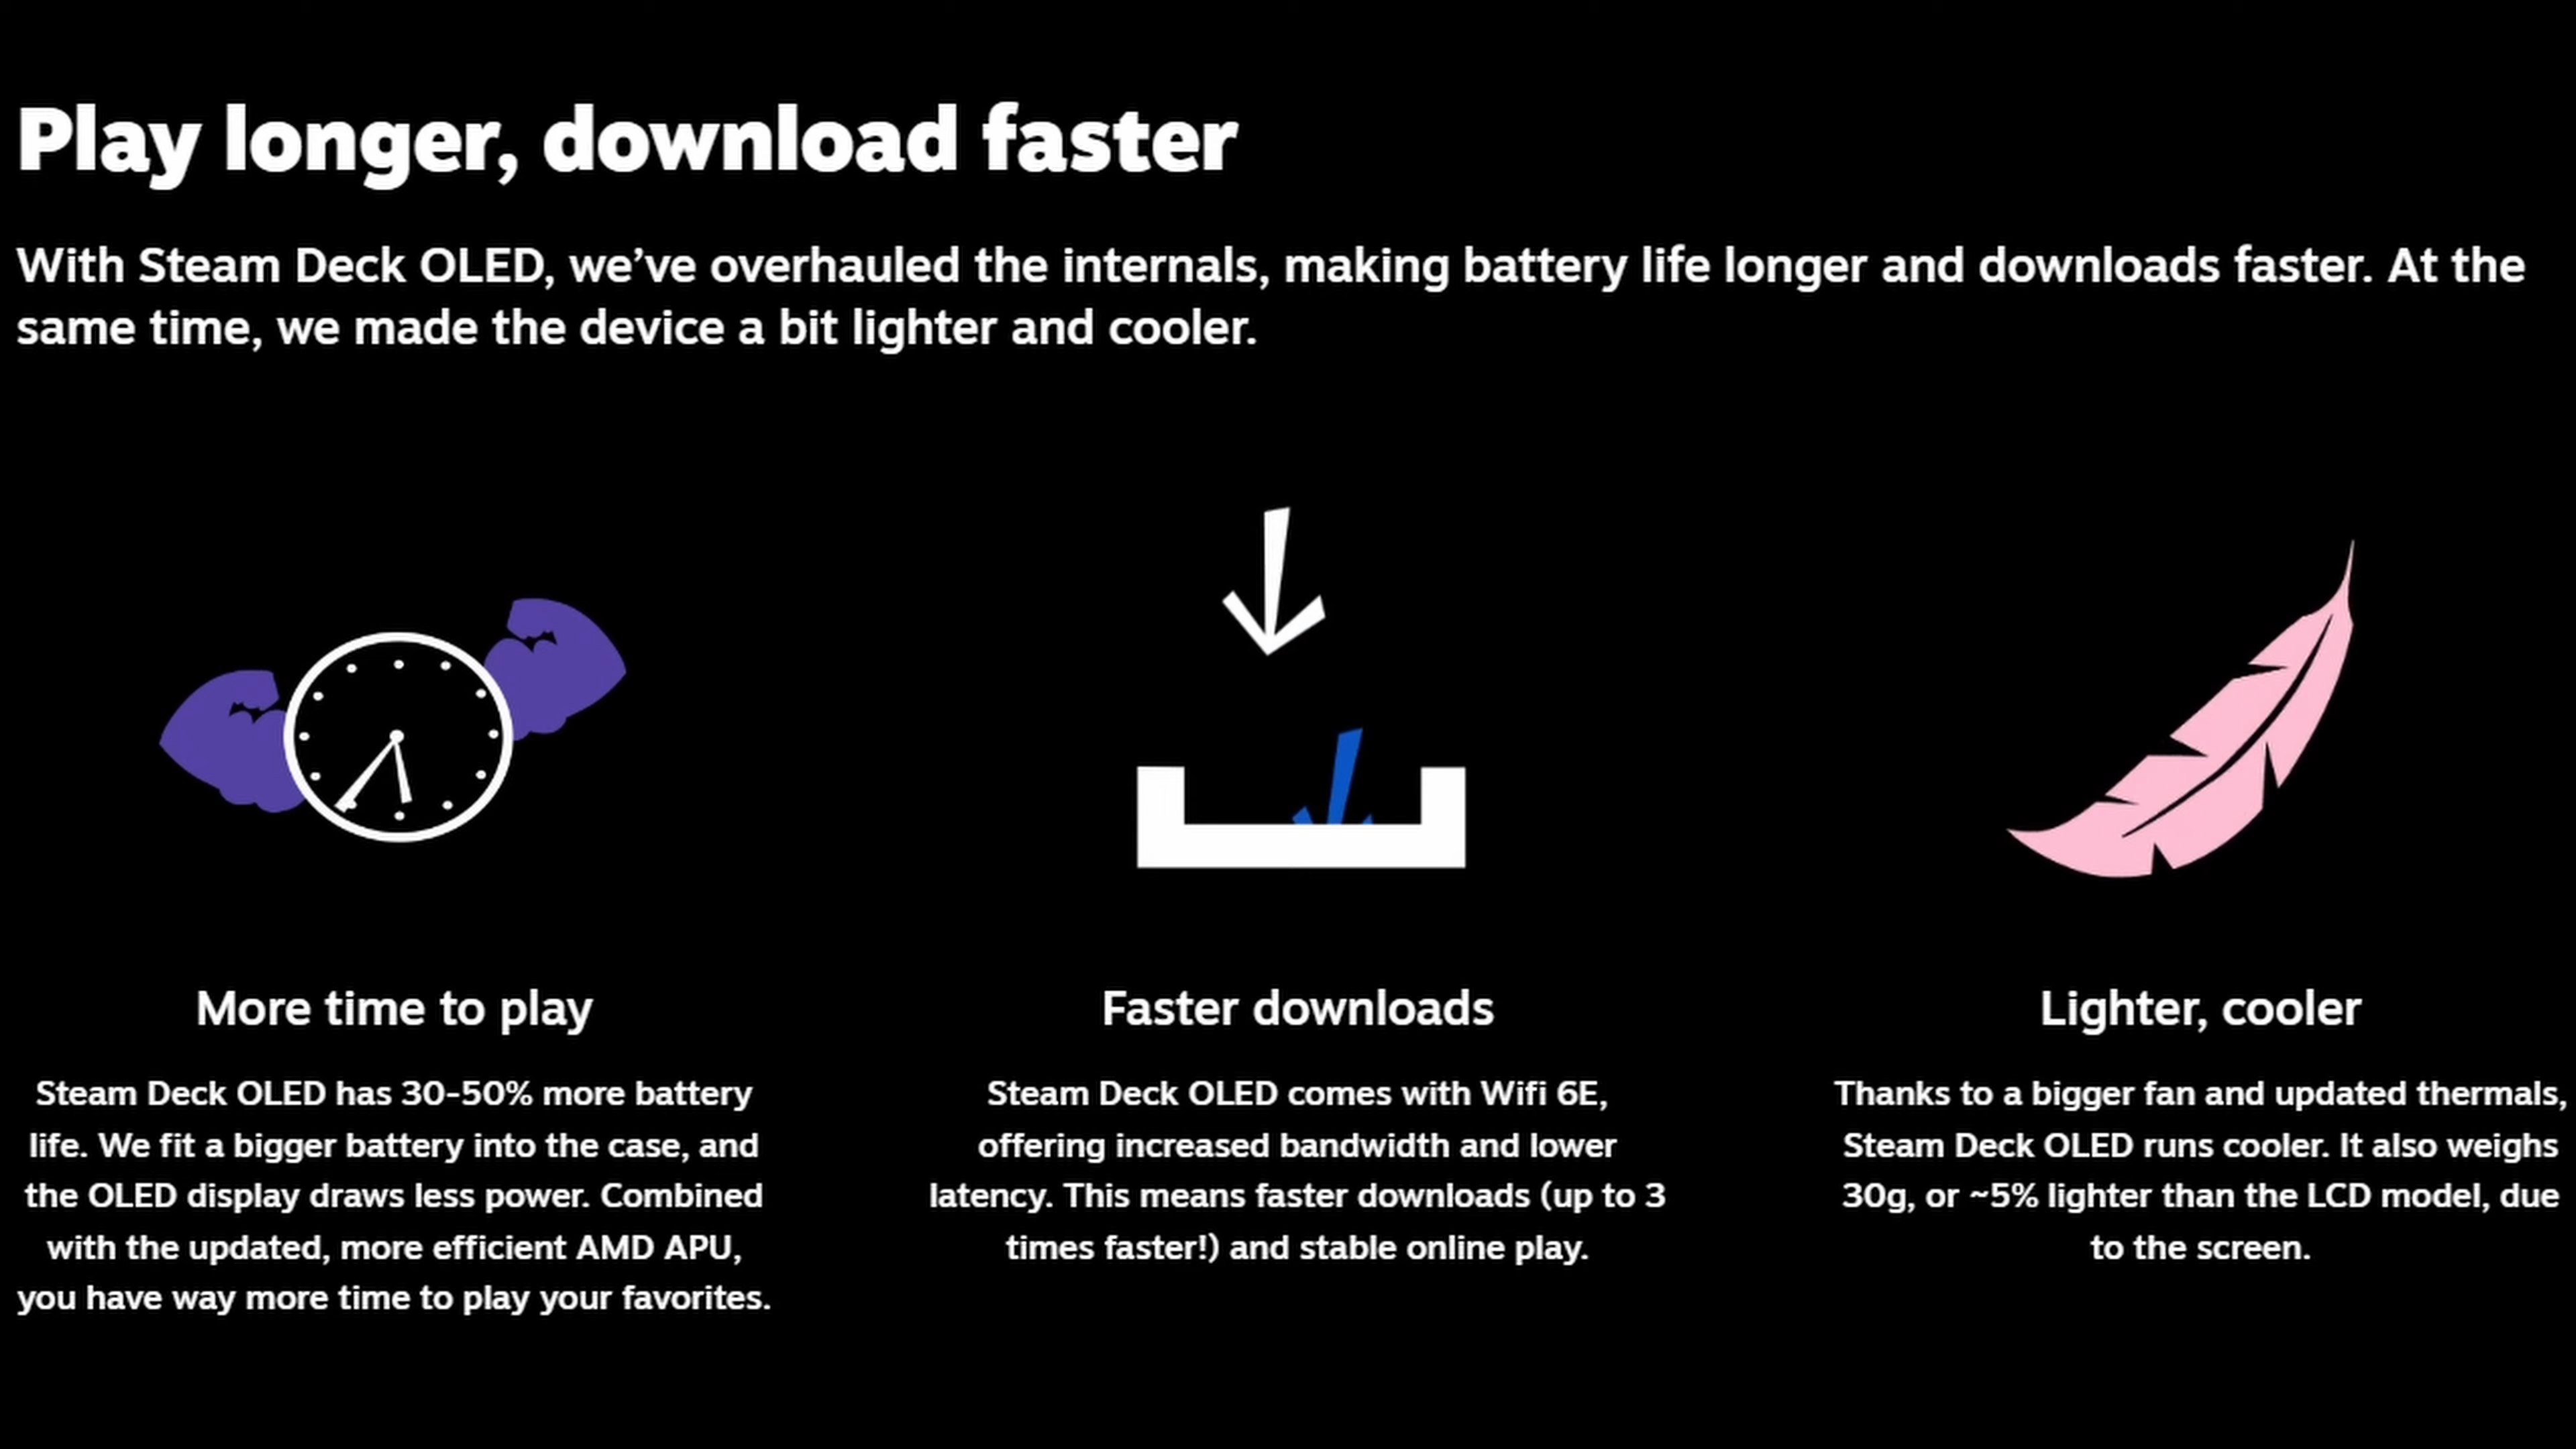 Play longer, download faster
With Steam Deck OLED, we’ve overhauled the internals, making battery life longer and downloads faster. At the
same time, we made the device a bit lighter and cooler.
More time to play
Steam Deck OLED has 30-50% more battery
life. We fit a bigger battery into the case, and
the OLED display draws less power. Combined
with the updated, more efficient AMD APU,
you have way more time to play your favorites.
Faster downloads
Steam Deck OLED comes with Wifi 6E,
offering increased bandwidth and lower
latency. This means faster downloads (up to 3
times faster!) and stable online play.
Lighter, cooler
Thanks to a bigger fan and updated thermals,
Steam Deck OLED runs cooler. It also weighs
30g, or ~5% lighter than the LCD model, due
to the screen.